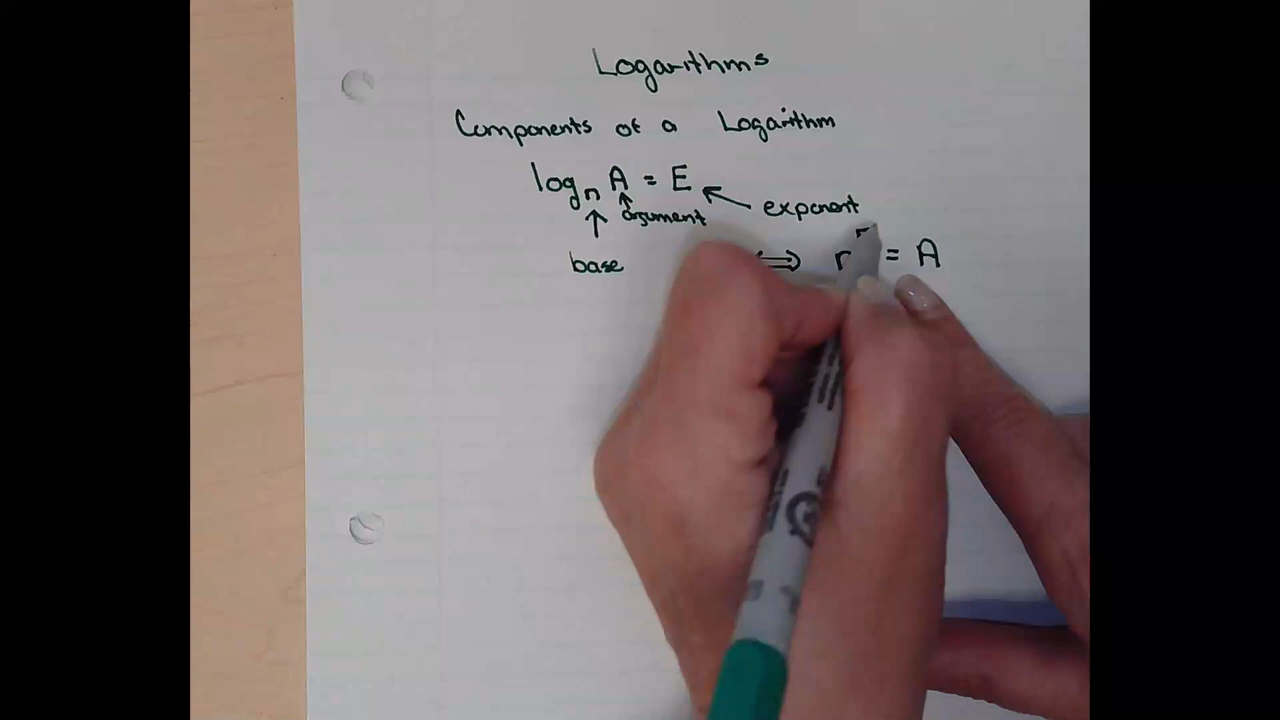 Logarithms
Components of a Logarithm
logₙ A = E
argument
exponent
base
⟺ r = A